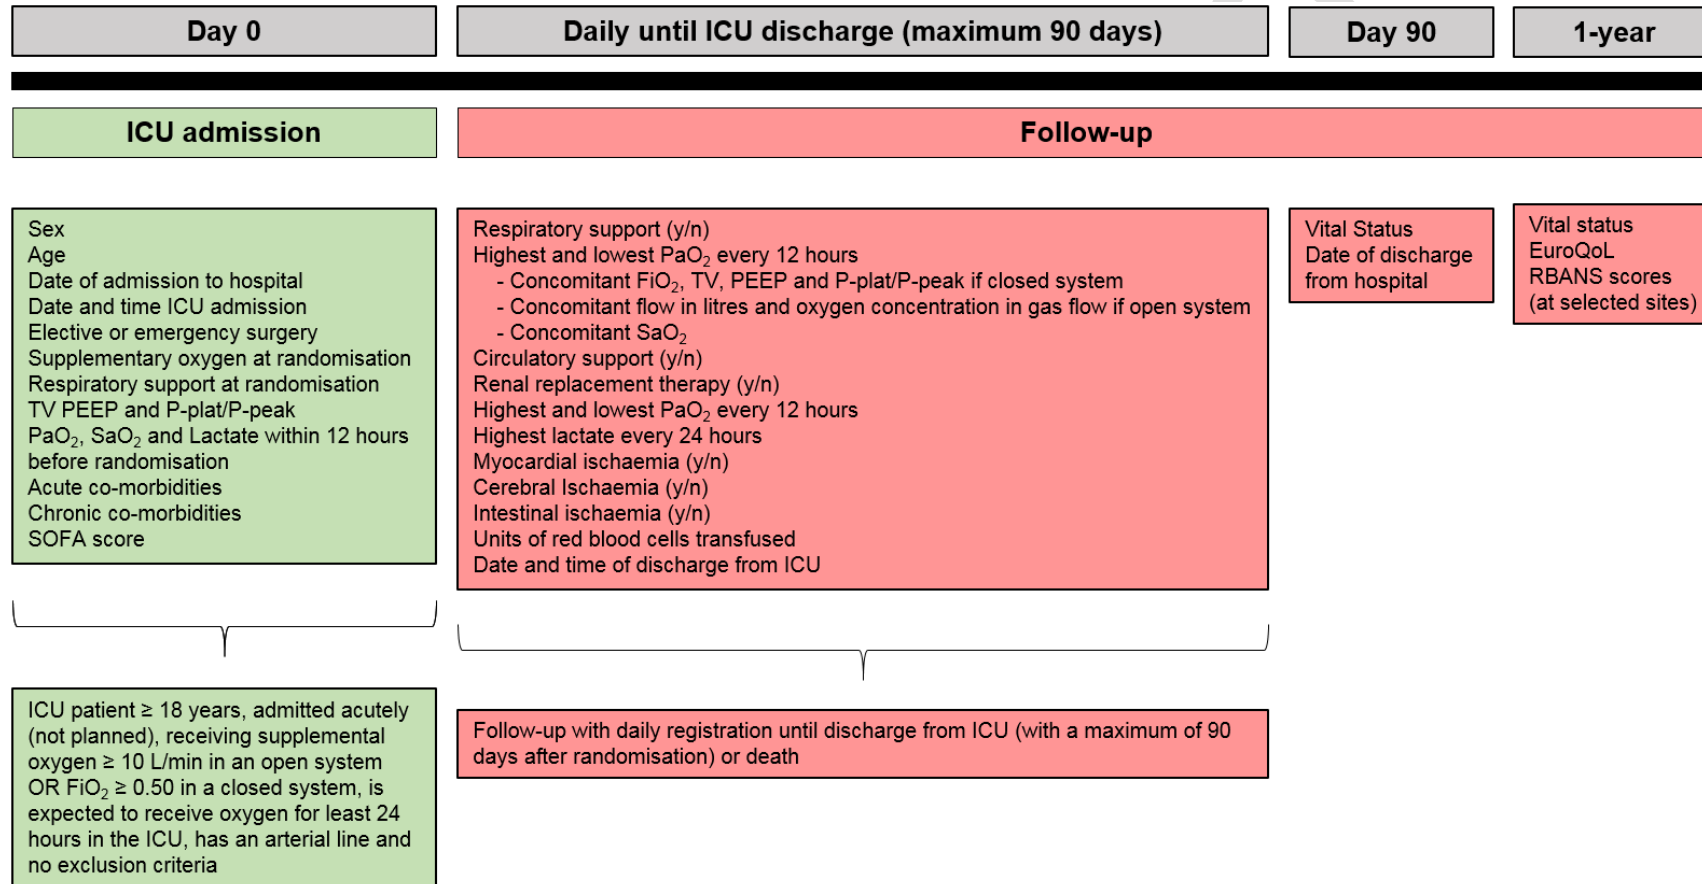 Day 0
Daily until ICU discharge (maximum 90 days)
Day 90
1-year
ICU admission
Follow-up
Sex
Age
Date of admission to hospital
Date and time ICU admission
Elective or emergency surgery
Supplementary oxygen at randomisation
Respiratory support at randomisation
TV PEEP and P-plat/P-peak
PaO₂, SaO₂ and Lactate within 12 hours
before randomisation
Acute co-morbidities
Chronic co-morbidities
SOFA score
Respiratory support (y/n)
Highest and lowest PaO₂ every 12 hours
- Concomitant FiO₂, TV, PEEP and P-plat/P-peak if closed system
- Concomitant flow in litres and oxygen concentration in gas flow if open system
- Concomitant SaO₂
Circulatory support (y/n)
Renal replacement therapy (y/n)
Highest and lowest PaO₂ every 12 hours
Highest lactate every 24 hours
Myocardial ischaemia (y/n)
Cerebral Ischaemia (y/n)
Intestinal ischaemia (y/n)
Units of red blood cells transfused
Date and time of discharge from ICU
Vital Status
Date of discharge
from hospital
Vital status
EuroQoL
RBANS scores
(at selected sites)
ICU patient ≥ 18 years, admitted acutely
(not planned), receiving supplemental
oxygen ≥ 10 L/min in an open system
OR FiO₂ ≥ 0.50 in a closed system, is
expected to receive oxygen for least 24
hours in the ICU, has an arterial line and
no exclusion criteria
Follow-up with daily registration until discharge from ICU (with a maximum of 90
days after randomisation) or death